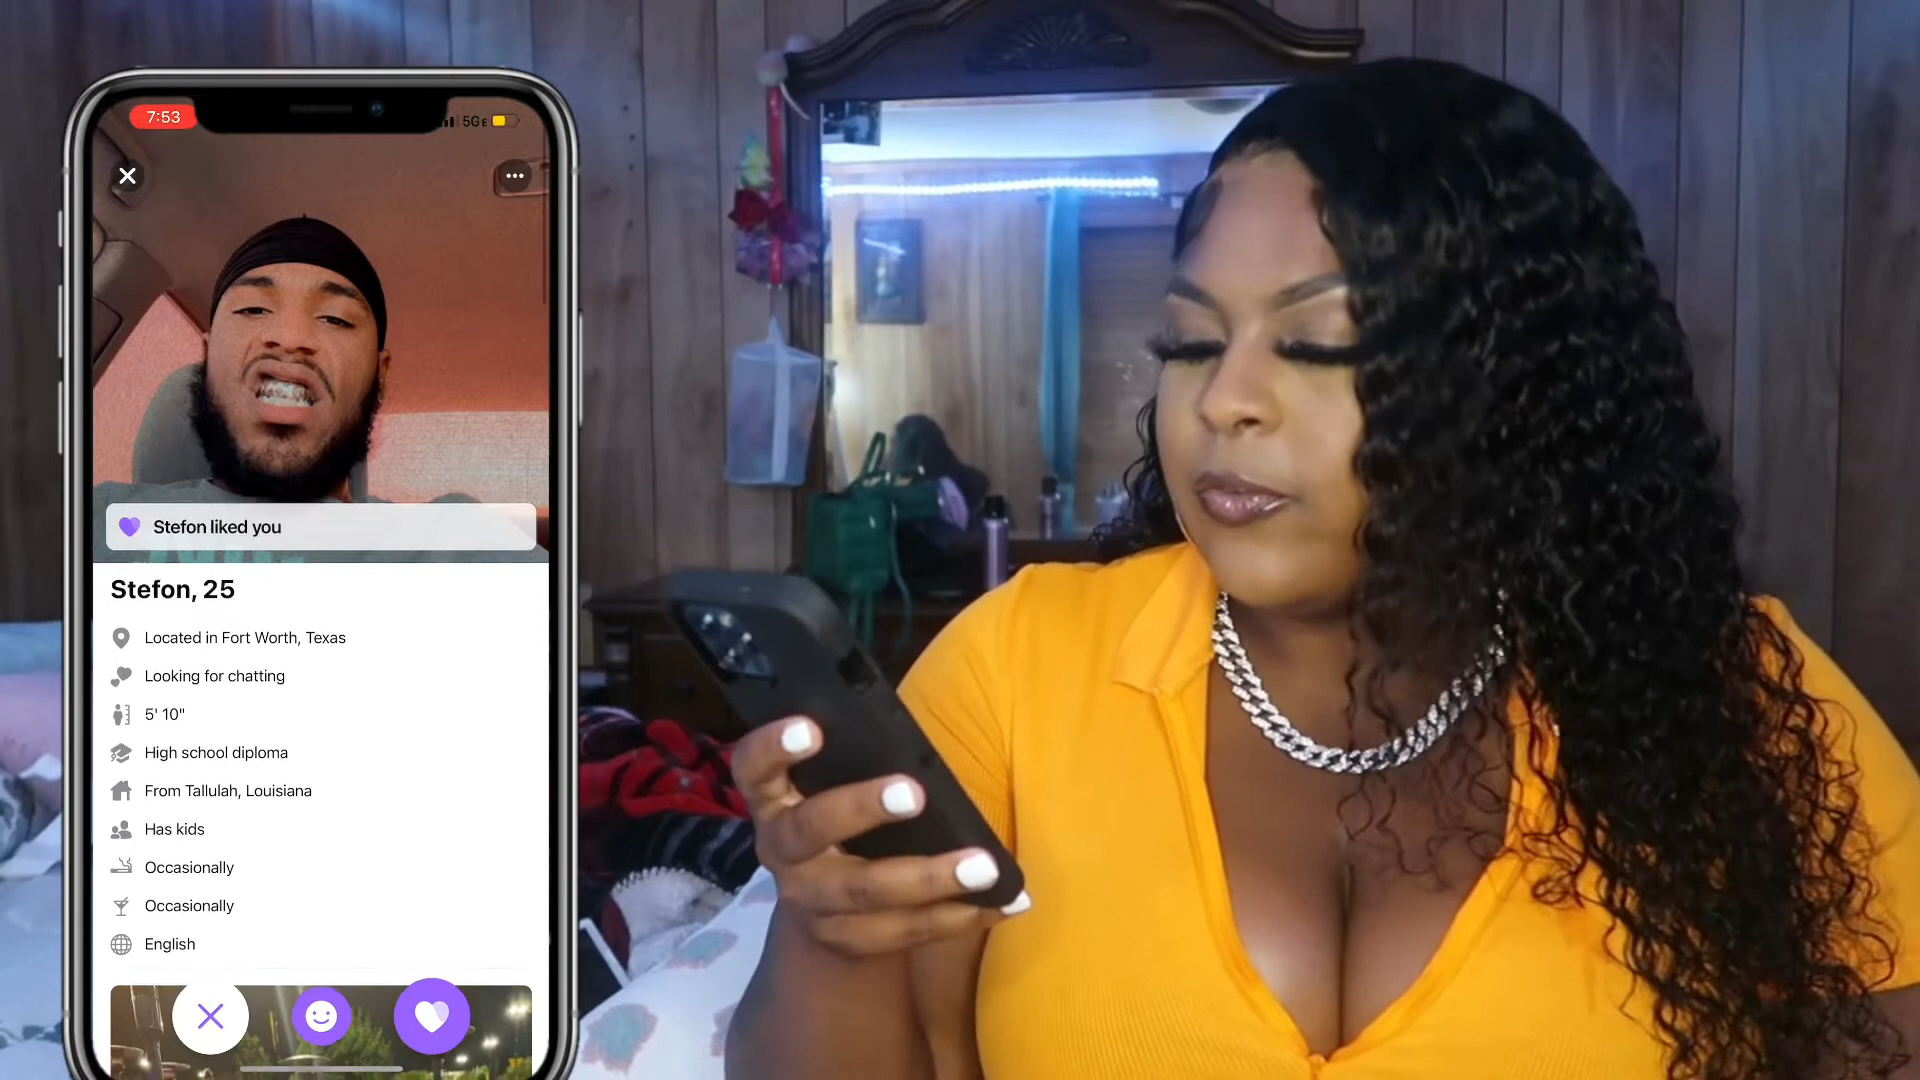 7:53
5GE
Stefon liked you
Stefon, 25
Located in Fort Worth, Texas
Looking for chatting
5' 10"
High school diploma
From Tallulah, Louisiana
Has kids
Occasionally
Occasionally
English